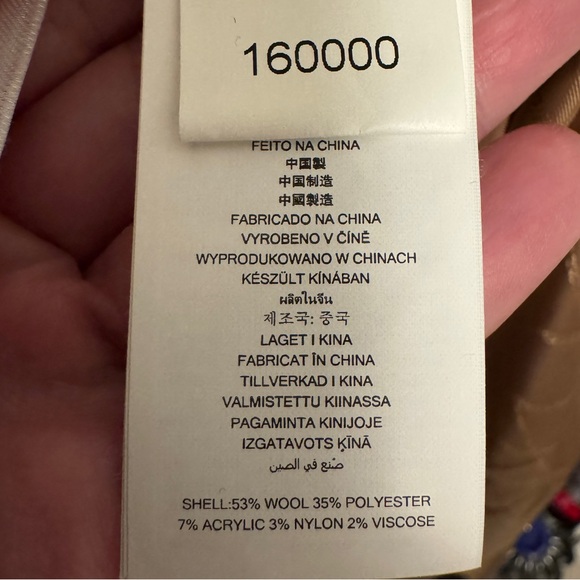 160000
FEITO NA CHINA
中国製
中国制造
中國製造
FABRICADO NA CHINA
VYROBENO V ČÍNĚ
WYPRODUKOWANO W CHINACH
KÉSZÜLT KÍNÁBAN
ผลิตในจีน
제조국: 중국
LAGET I KINA
FABRICAT ÎN CHINA
TILLVERKAD I KINA
VALMISTETTU KIINASSA
PAGAMINTA KINIJOJE
IZGATAVOTS ĶĪNĀ
صُنع في الصين
SHELL:53% WOOL 35% POLYESTER
7% ACRYLIC 3% NYLON 2% VISCOSE